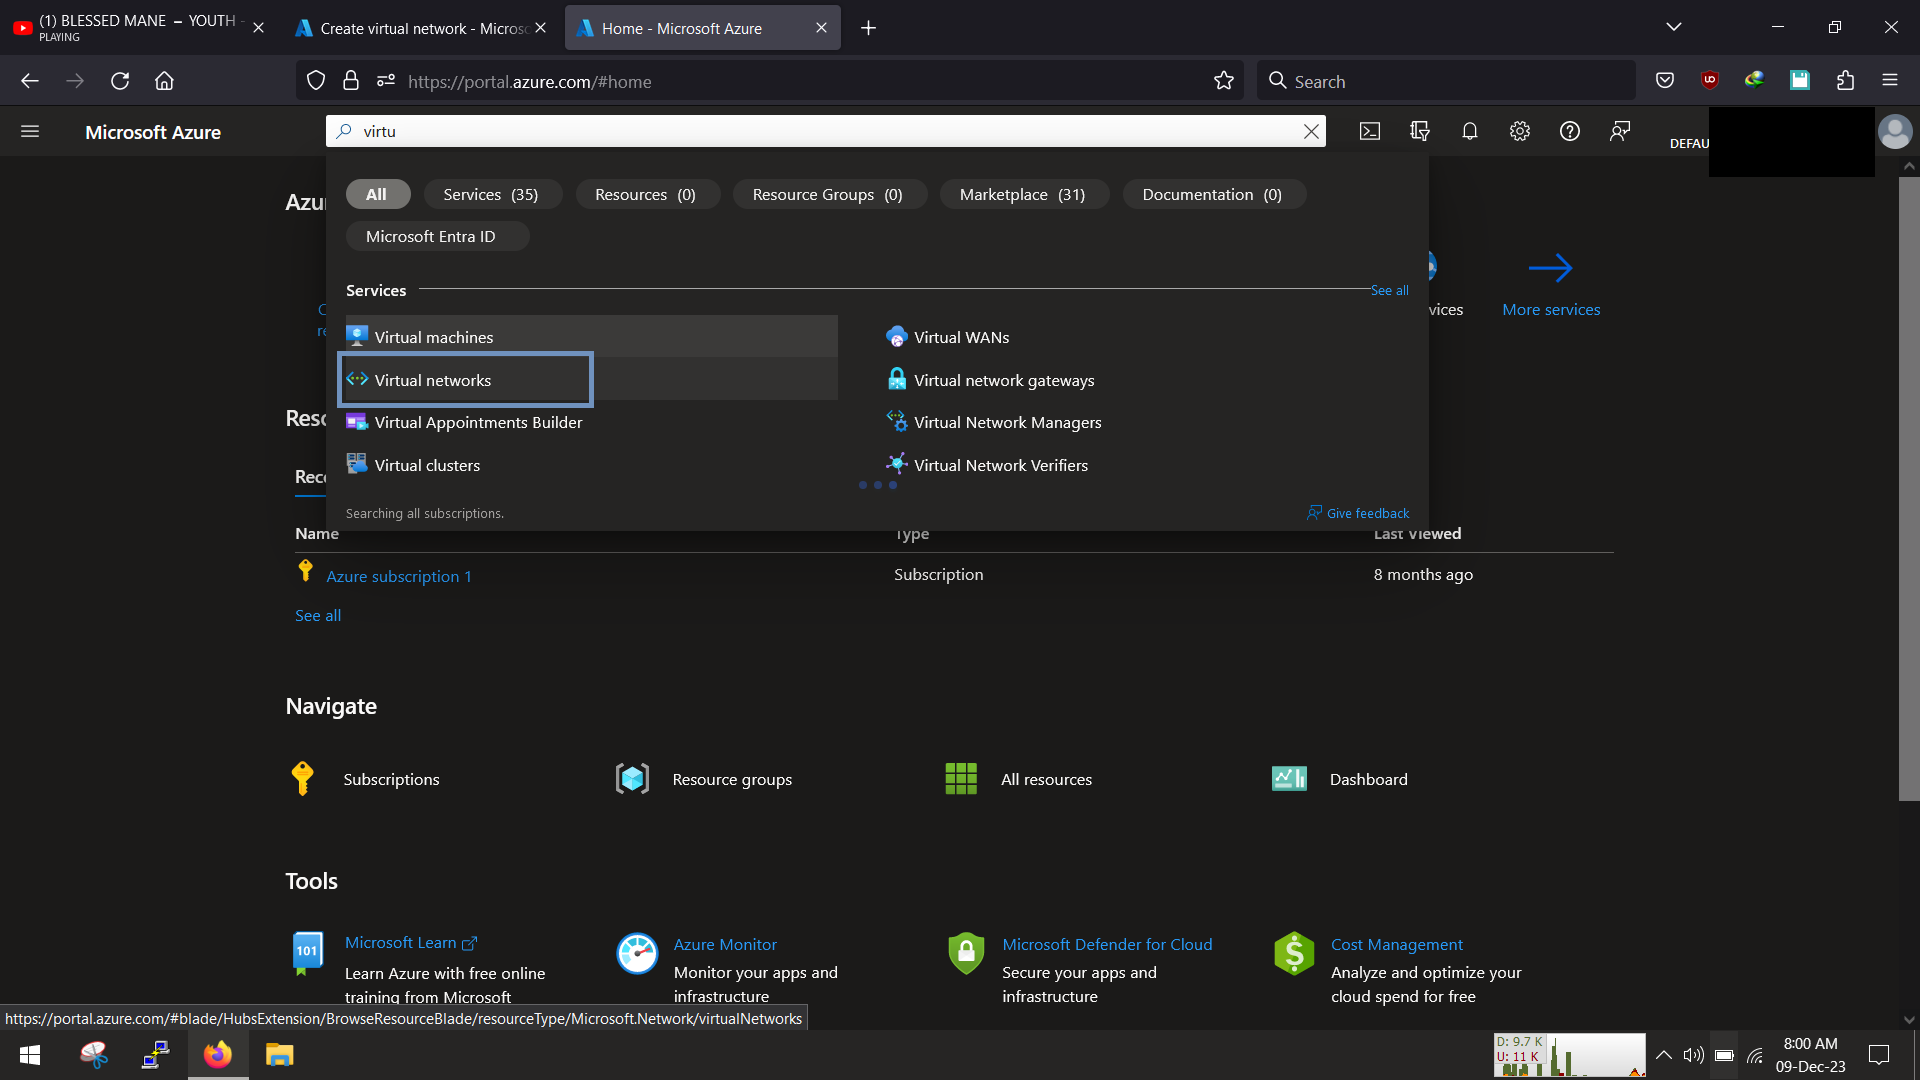 (1) BLESSED MANE – YOUTH -
PLAYING
Create virtual network - Micros
Home - Microsoft Azure
https://portal.azure.com/#home
Search
Microsoft Azure
virtu
DEFAU
All
Services (35)
Resources (0)
Resource Groups (0)
Marketplace (31)
Documentation (0)
Microsoft Entra ID
Azu
Services
See all
C
re
vices
More services
Virtual machines
Virtual WANs
Virtual networks
Virtual network gateways
Virtual Appointments Builder
Virtual Network Managers
Virtual clusters
Virtual Network Verifiers
Reso
Rece
Searching all subscriptions.
Give feedback
Name
Type
Last Viewed
Azure subscription 1
Subscription
8 months ago
See all
Navigate
Subscriptions
Resource groups
All resources
Dashboard
Tools
101
Microsoft Learn
Learn Azure with free online
training from Microsoft
Azure Monitor
Monitor your apps and
infrastructure
Microsoft Defender for Cloud
Secure your apps and
infrastructure
Cost Management
Analyze and optimize your
cloud spend for free
https://portal.azure.com/#blade/HubsExtension/BrowseResourceBlade/resourceType/Microsoft.Network/virtualNetworks
D: 9.7 K
U: 11 K
8:00 AM
09-Dec-23